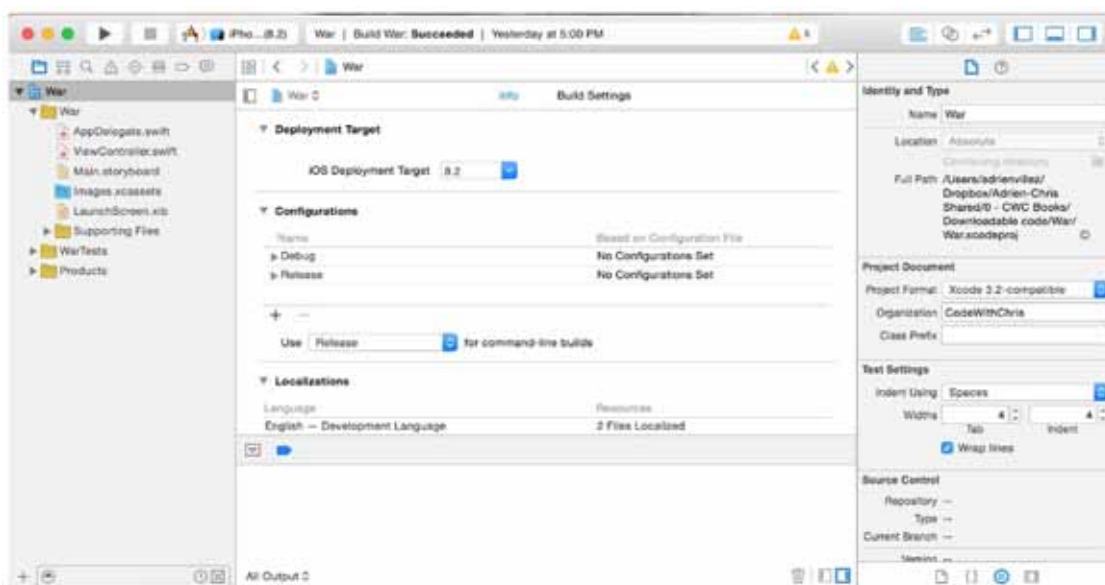 iPho...(8.2) War | Build War: Succeeded | Yesterday at 5:00 PM
War
War
AppDelegate.swift
ViewController.swift
Main.storyboard
Images.xcassets
LaunchScreen.xib
Supporting Files
WarTests
Products
War
War Info Build Settings
Deployment Target
iOS Deployment Target 8.2
Configurations
Name Based on Configuration File
Debug No Configurations Set
Release No Configurations Set
Use Release for command-line builds
Localizations
Language Resources
English — Development Language 2 Files Localized
All Output
Identity and Type
Name War
Location Absolute
Containing directory
Full Path /Users/adrienvillez/
Dropbox/Adrien-Chris
Shared/0 - CWC Books/
Downloadable code/War/
War.xcodeproj
Project Document
Project Format Xcode 3.2-compatible
Organization CodeWithChris
Class Prefix
Text Settings
Indent Using Spaces
Widths 4 4
Tab Indent
Wrap lines
Source Control
Repository --
Type --
Current Branch --
Version --